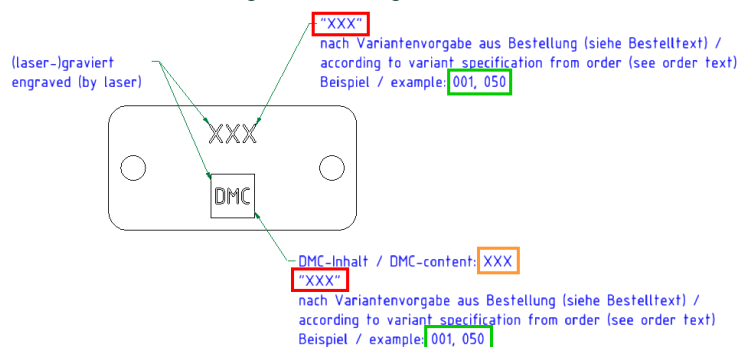 "XXX"
nach Variantenvorgabe aus Bestellung (siehe Bestelltext) /
according to variant specification from order (see order text)
Beispiel / example: 001, 050
(laser-)graviert
engraved (by laser)
XXX
DMC
DMC-Inhalt / DMC-content: XXX
"XXX"
nach Variantenvorgabe aus Bestellung (siehe Bestelltext) /
according to variant specification from order (see order text)
Beispiel / example: 001, 050